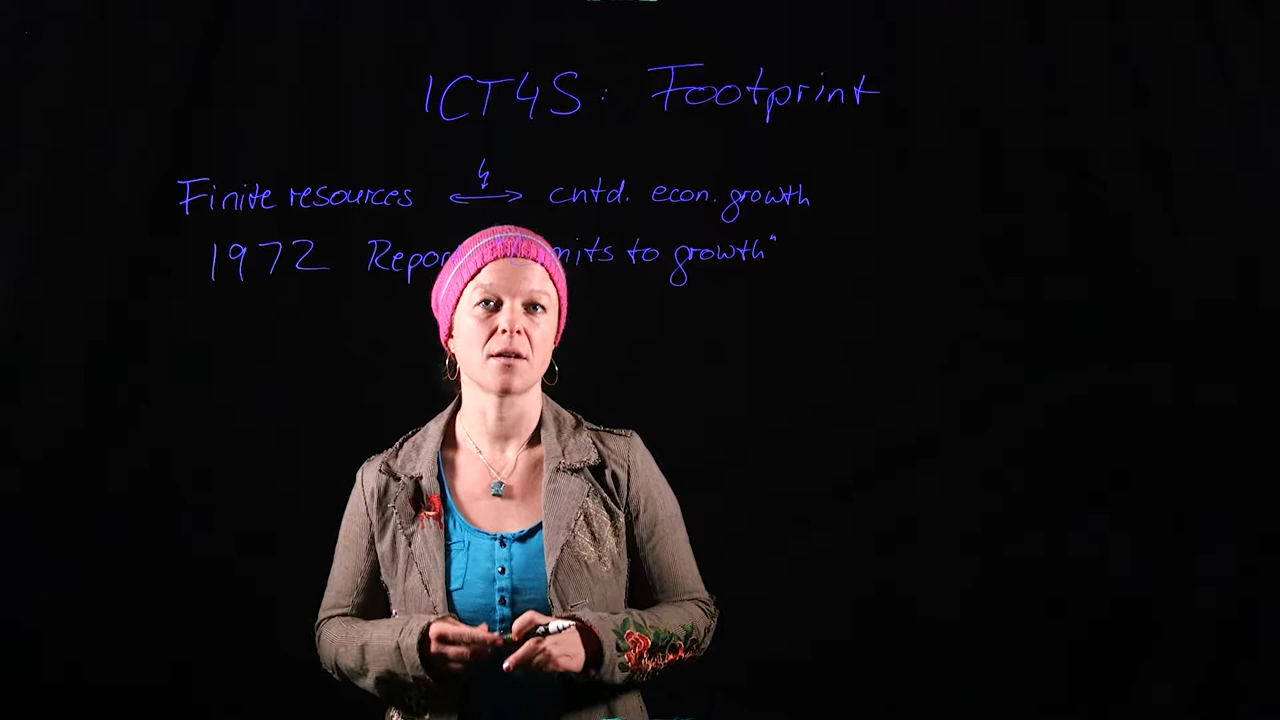 ICT4S: Footprint
Finite resources ↯ ⟷ cntd. econ. growth
1972 Repor mits to growth"